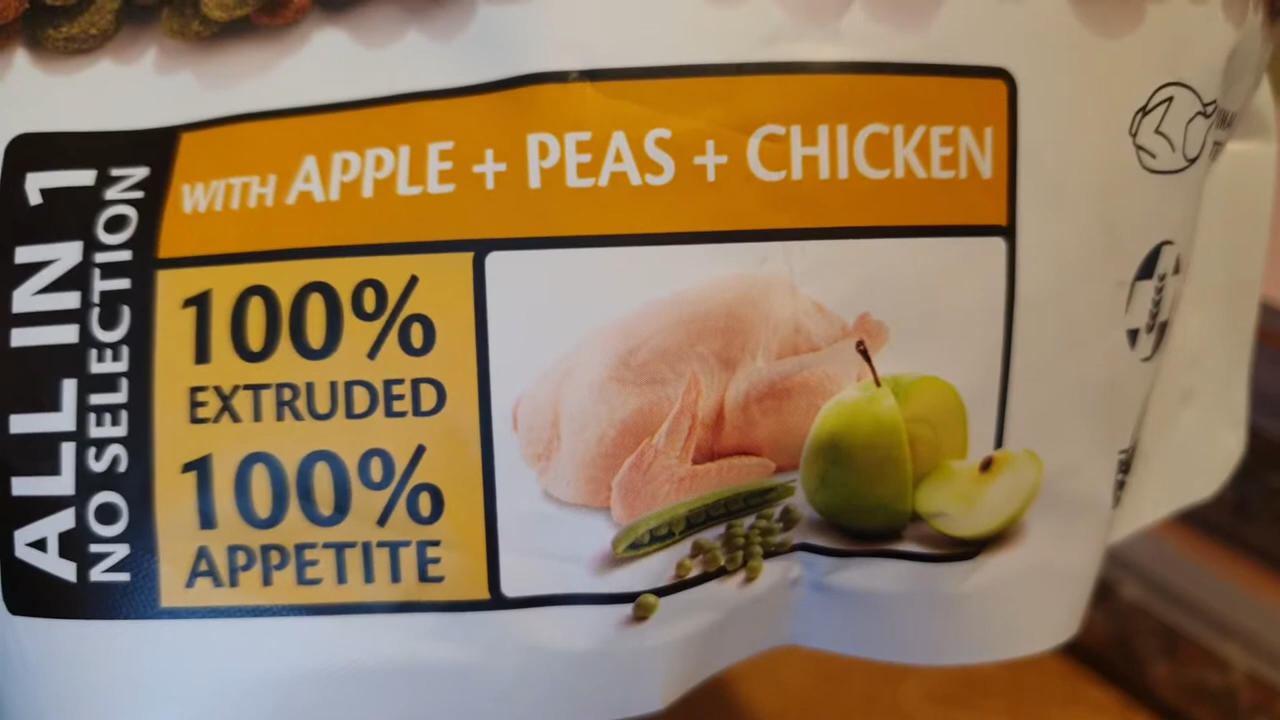 ALL IN 1
NO SELECTION
WITH APPLE + PEAS + CHICKEN
100%
EXTRUDED
100%
APPETITE